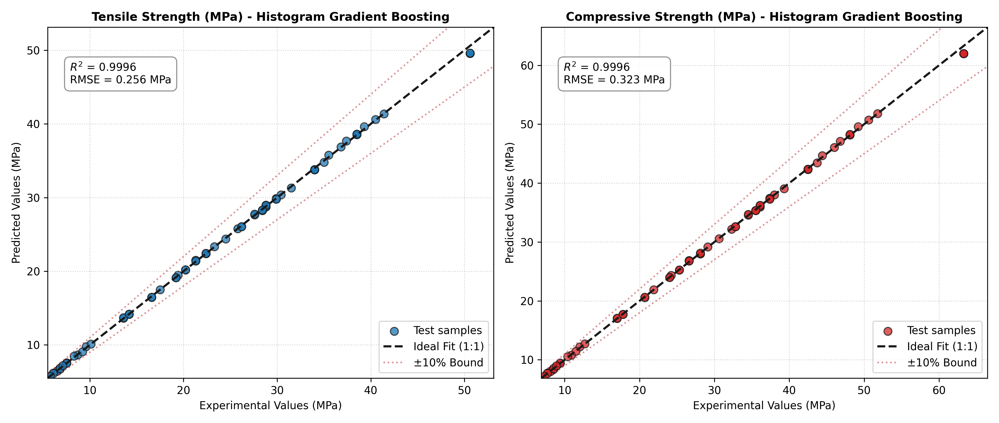 Tensile Strength (MPa) - Histogram Gradient Boosting
Predicted Values (MPa)
50
40
30
20
10
R² = 0.9996
RMSE = 0.256 MPa
Test samples
Ideal Fit (1:1)
±10% Bound
10 20 30 40 50
Experimental Values (MPa)
Compressive Strength (MPa) - Histogram Gradient Boosting
Predicted Values (MPa)
60
50
40
30
20
10
R² = 0.9996
RMSE = 0.323 MPa
Test samples
Ideal Fit (1:1)
±10% Bound
10 20 30 40 50 60
Experimental Values (MPa)